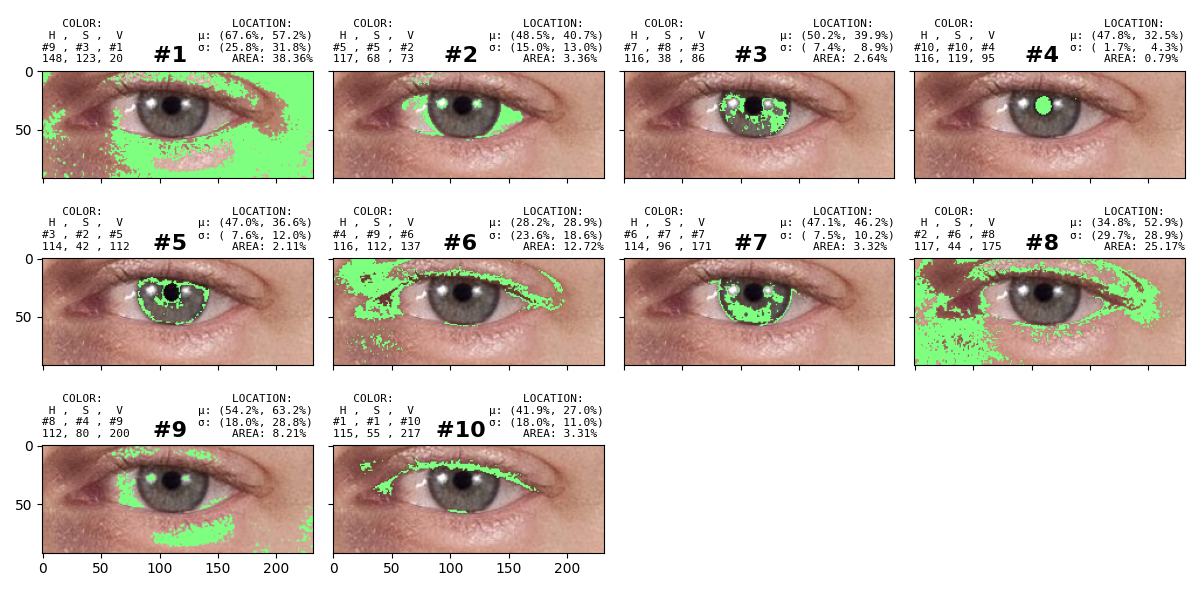 COLOR: LOCATION: COLOR: LOCATION: COLOR: LOCATION: COLOR: LOCATION:
H , S , V μ: (67.6%, 57.2%) H , S , V μ: (48.5%, 40.7%) H , S , V μ: (50.2%, 39.9%) H , S , V μ: (47.8%, 32.5%)
#9 , #3 , #1 σ: (25.8%, 31.8%) #5 , #5 , #2 σ: (15.0%, 13.0%) #7 , #8 , #3 σ: ( 7.4%, 8.9%) #10, #10, #4 σ: ( 1.7%, 4.3%)
148, 123, 20 #1 AREA: 38.36% 117, 68 , 73 #2 AREA: 3.36% 116, 38 , 86 #3 AREA: 2.64% 116, 119, 95 #4 AREA: 0.79%
0
50
COLOR: LOCATION: COLOR: LOCATION: COLOR: LOCATION: COLOR: LOCATION:
H , S , V μ: (47.0%, 36.6%) H , S , V μ: (28.2%, 28.9%) H , S , V μ: (47.1%, 46.2%) H , S , V μ: (34.8%, 52.9%)
#3 , #2 , #5 σ: ( 7.6%, 12.0%) #4 , #9 , #6 σ: (23.6%, 18.6%) #6 , #7 , #7 σ: ( 7.5%, 10.2%) #2 , #6 , #8 σ: (29.7%, 28.9%)
114, 42 , 112 #5 AREA: 2.11% 116, 112, 137 #6 AREA: 12.72% 114, 96 , 171 #7 AREA: 3.32% 117, 44 , 175 #8 AREA: 25.17%
0
50
COLOR: LOCATION: COLOR: LOCATION:
H , S , V μ: (54.2%, 63.2%) H , S , V μ: (41.9%, 27.0%)
#8 , #4 , #9 σ: (18.0%, 28.8%) #1 , #1 , #10 σ: (18.0%, 11.0%)
112, 80 , 200 #9 AREA: 8.21% 115, 55 , 217 #10 AREA: 3.31%
0
50
0 50 100 150 200 0 50 100 150 200